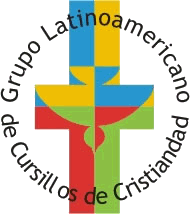 Grupo Latinoamericano
de Cursillos de Cristiandad